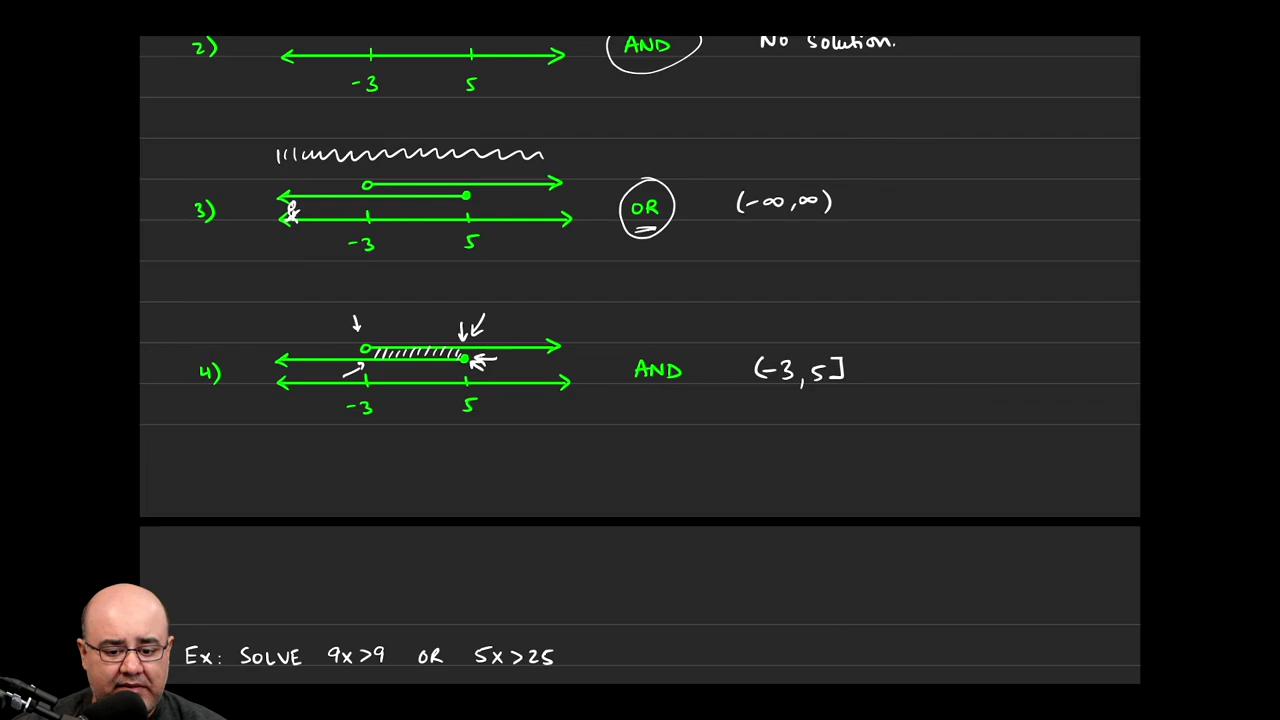 2) AND No Solution.
-3 5
3) OR (-∞,∞)
-3 5
4) AND (-3,5]
-3 5
Ex: SOLVE 9x>9 OR 5x>25